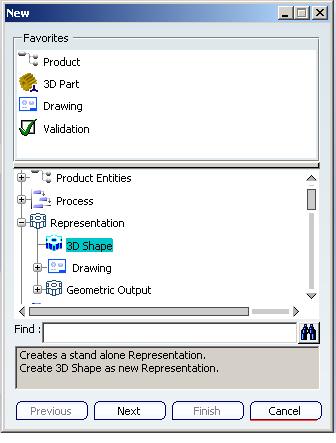 New
Favorites
Product
3D Part
Drawing
Validation
Product Entities
Process
Representation
3D Shape
Drawing
Geometric Output
Find :
Creates a stand alone Representation.
Create 3D Shape as new Representation.
Previous Next Finish Cancel